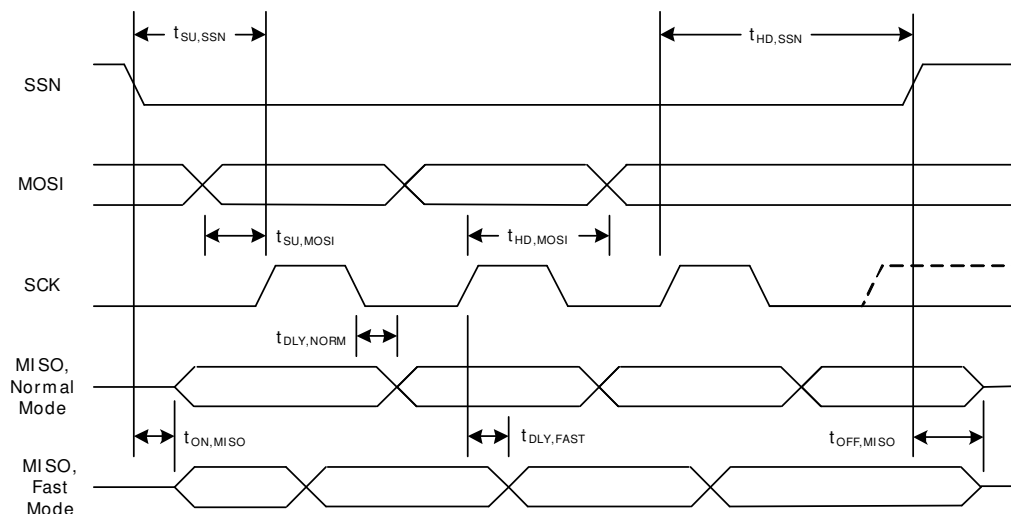 tSU,SSN
tHD,SSN
SSN
MOSI
tSU,MOSI
tHD,MOSI
SCK
tDLY,NORM
MISO,
Normal
Mode
tON,MISO
tDLY,FAST
tOFF,MISO
MISO,
Fast
Mode